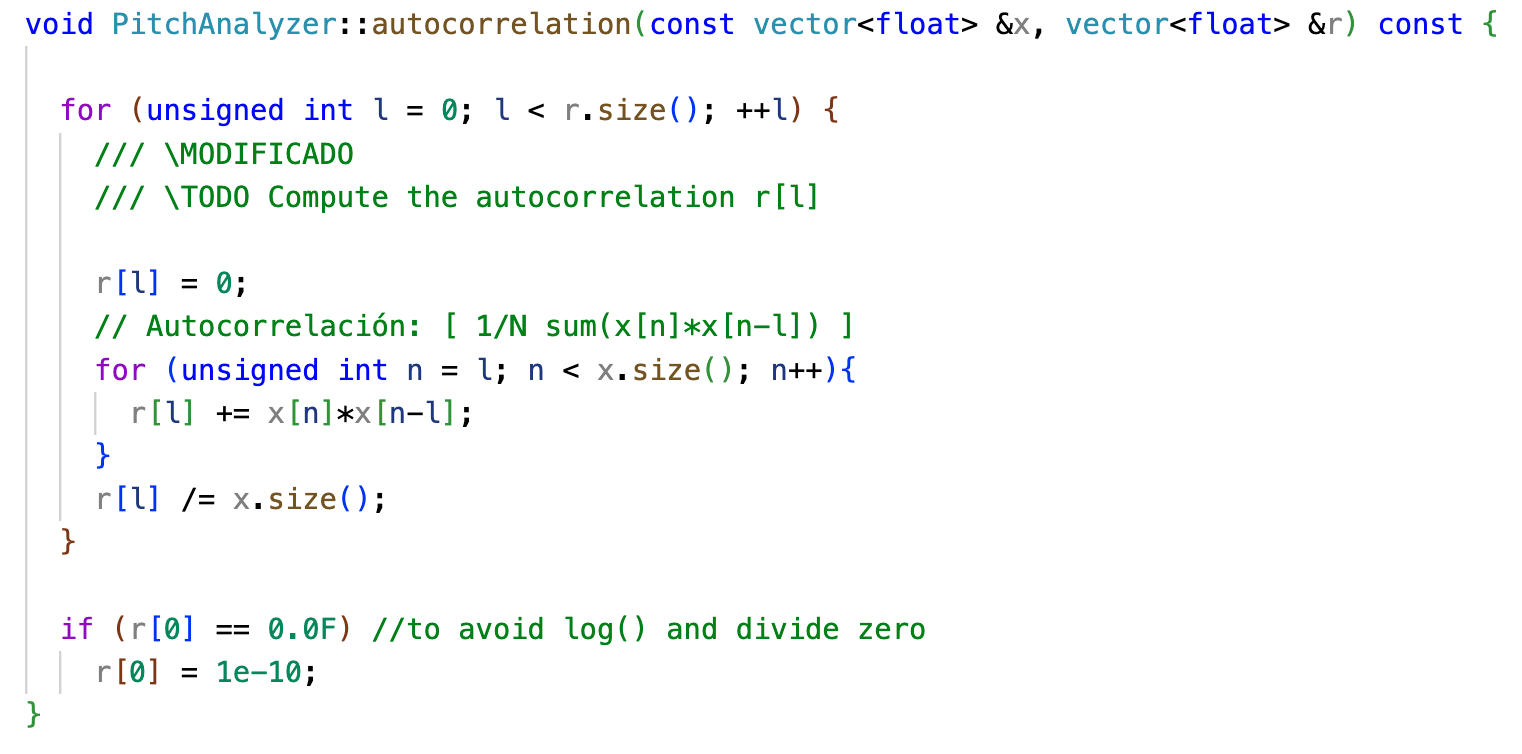 void PitchAnalyzer::autocorrelation(const vector<float> &x, vector<float> &r) const {
for (unsigned int l = 0; l < r.size(); ++l) {
/// \MODIFICADO
/// \TODO Compute the autocorrelation r[l]
r[l] = 0;
// Autocorrelación: [ 1/N sum(x[n]*x[n-l]) ]
for (unsigned int n = l; n < x.size(); n++){
r[l] += x[n]*x[n-l];
}
r[l] /= x.size();
}
if (r[0] == 0.0F) //to avoid log() and divide zero
r[0] = 1e-10;
}